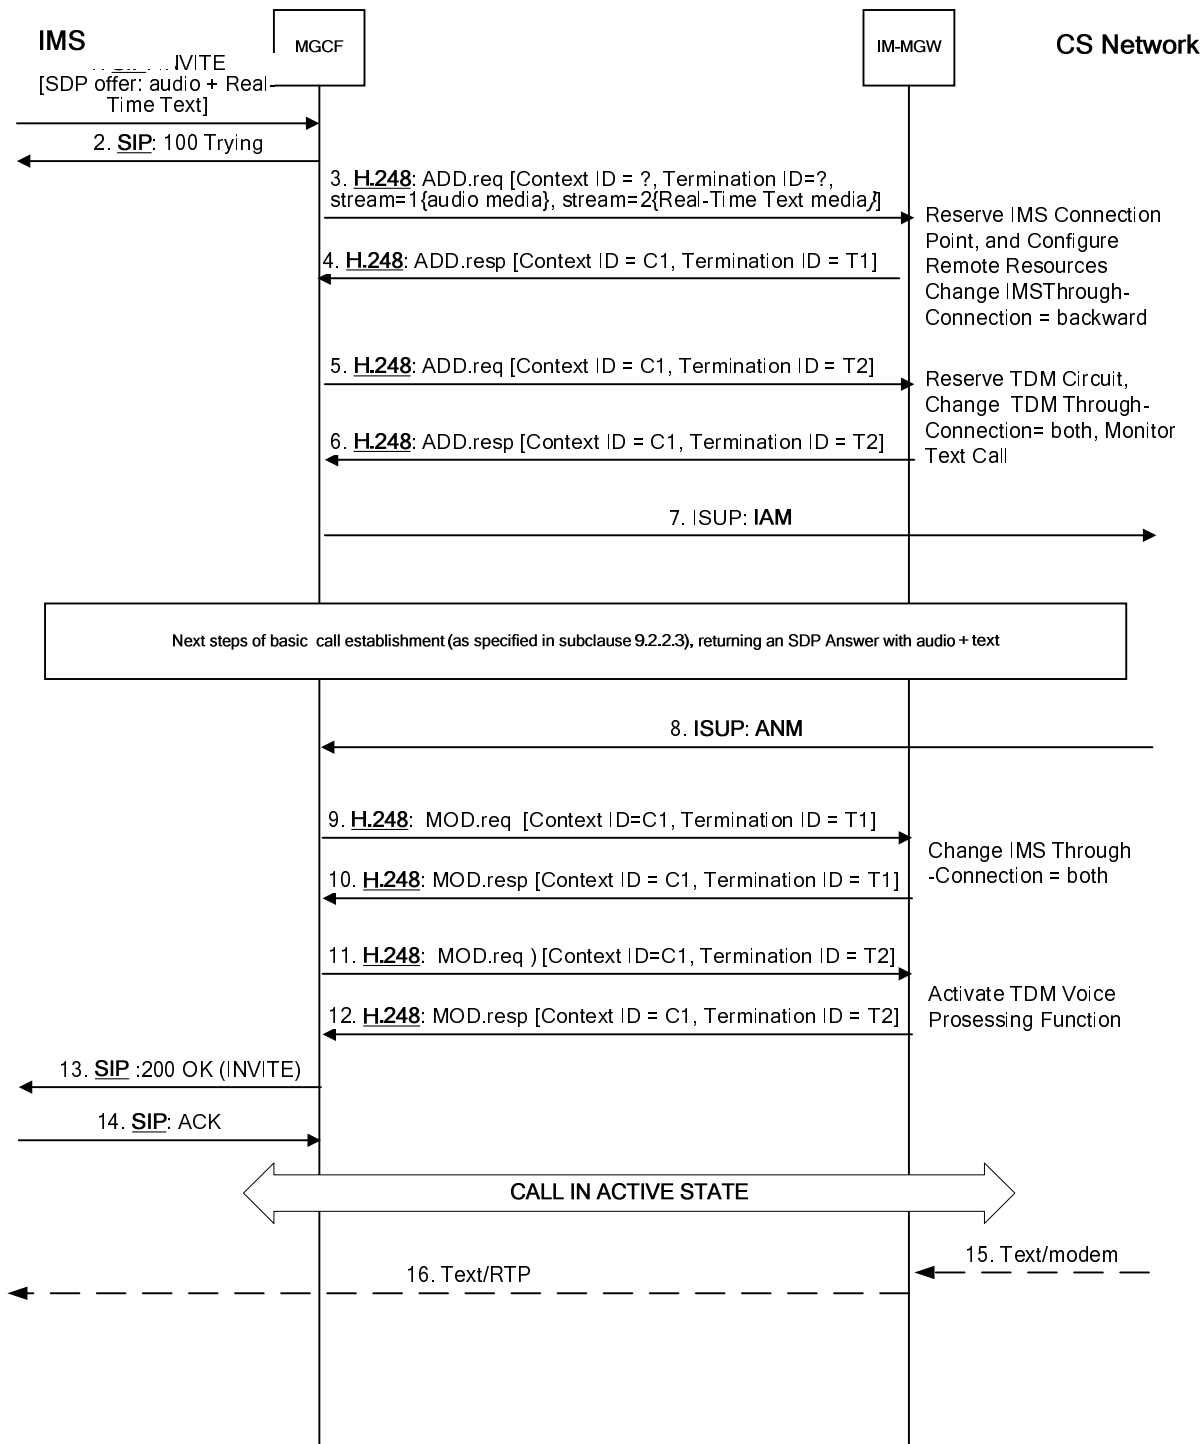 IMS
MGCF
IM-MGW
CS Network
INVITE
[SDP offer: audio + Real-
Time Text]
2. SIP: 100 Trying
3. H.248: ADD.req [Context ID = ?, Termination ID=?,
stream=1{audio media}, stream=2{Real-Time Text media}]
Reserve IMS Connection
Point, and Configure
Remote Resources
Change IMSThrough-
Connection = backward
4. H.248: ADD.resp [Context ID = C1, Termination ID = T1]
5. H.248: ADD.req [Context ID = C1, Termination ID = T2]
Reserve TDM Circuit,
Change TDM Through-
Connection= both, Monitor
Text Call
6. H.248: ADD.resp [Context ID = C1, Termination ID = T2]
7. ISUP: IAM
Next steps of basic call establishment (as specified in subclause 9.2.2.3), returning an SDP Answer with audio + text
8. ISUP: ANM
9. H.248: MOD.req [Context ID=C1, Termination ID = T1]
Change IMS Through
-Connection = both
10. H.248: MOD.resp [Context ID = C1, Termination ID = T1]
11. H.248: MOD.req ) [Context ID=C1, Termination ID = T2]
Activate TDM Voice
Prosessing Function
12. H.248: MOD.resp [Context ID = C1, Termination ID = T2]
13. SIP :200 OK (INVITE)
14. SIP: ACK
CALL IN ACTIVE STATE
15. Text/modem
16. Text/RTP